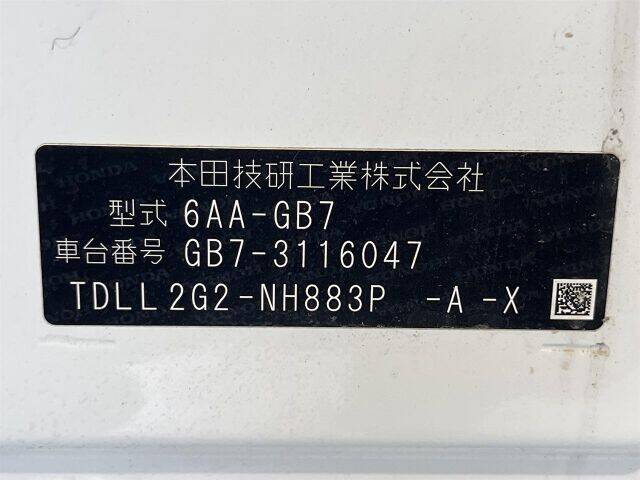 本田技研工業株式会社
型式 6AA-GB7
車台番号 GB7-3116047
TDLL2G2-NH883P -A -X